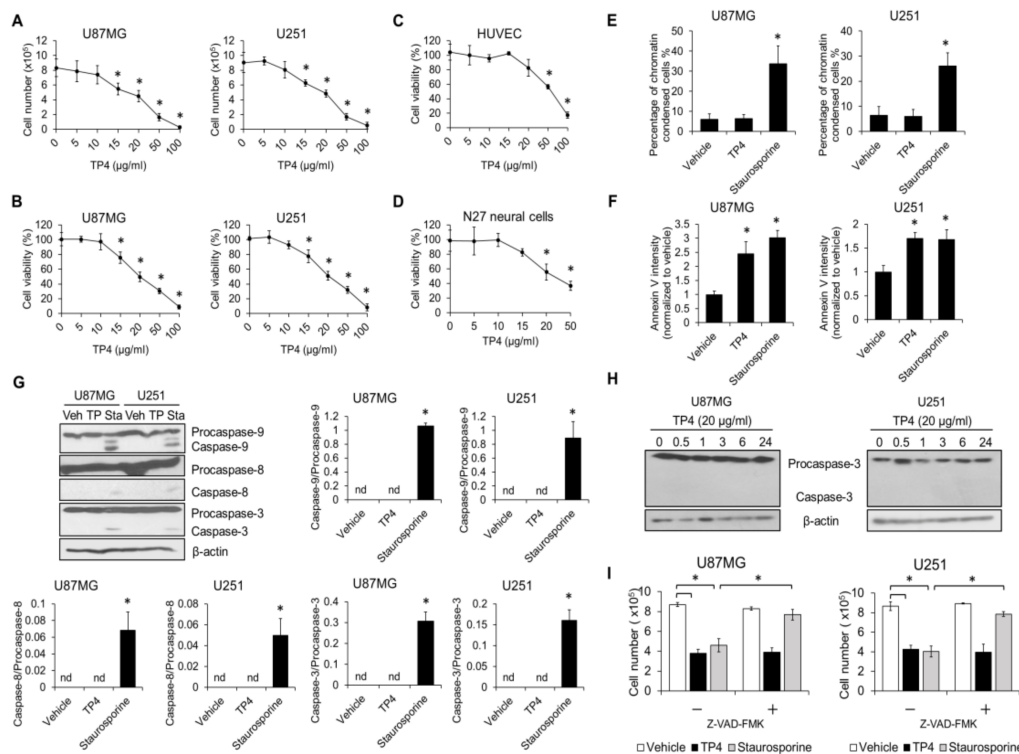 A
U87MG
Cell number (x10⁵)
12
10
8
6
4
2
0
0 5 10 15 20 50 100
* * * *
TP4 (µg/ml)
U251
Cell number (x10⁵)
12
10
8
6
4
2
0
0 5 10 15 20 50 100
* * * *
TP4 (µg/ml)
B
U87MG
Cell viability (%)
120
100
80
60
40
20
0
0 5 10 15 20 50 100
* * * *
TP4 (µg/ml)
U251
Cell viability (%)
120
100
80
60
40
20
0
0 5 10 15 20 50 100
* * * *
TP4 (µg/ml)
C
HUVEC
Cell viability (%)
140
120
100
80
60
40
20
0
0 5 10 15 20 50 100
* *
TP4 (µg/ml)
D
N27 neural cells
Cell viability (%)
140
120
100
80
60
40
20
0
0 5 10 15 20 50
* *
TP4 (µg/ml)
E
U87MG
Percentage of chromatin
condensed cells %
50
40
30
20
10
0
*
Vehicle
TP4
Staurosporine
U251
Percentage of chromatin
condensed cells %
50
40
30
20
10
0
*
Vehicle
TP4
Staurosporine
F
U87MG
Annexin V intensity
(normalized to vehicle)
3.5
3
2.5
2
1.5
1
0.5
0
* *
Vehicle
TP4
Staurosporine
U251
Annexin V intensity
(normalized to vehicle)
2
1.5
1
0.5
0
* *
Vehicle
TP4
Staurosporine
G
U87MG U251
Veh TP Sta Veh TP Sta
Procaspase-9
Caspase-9
Procaspase-8
Caspase-8
Procaspase-3
Caspase-3
β-actin
U87MG
Caspase-9/Procaspase-9
1.2
1
0.8
0.6
0.4
0.2
0
nd nd *
Vehicle
TP4
Staurosporine
U251
Caspase-9/Procaspase-9
1.2
1
0.8
0.6
0.4
0.2
0
nd nd *
Vehicle
TP4
Staurosporine
U87MG
Caspase-8/Procaspase-8
0.1
0.08
0.06
0.04
0.02
0
nd nd *
Vehicle
TP4
Staurosporine
U251
Caspase-8/Procaspase-8
0.08
0.06
0.04
0.02
0
nd nd *
Vehicle
TP4
Staurosporine
U87MG
Caspase-3/Procaspase-3
0.4
0.3
0.2
0.1
0
nd nd *
Vehicle
TP4
Staurosporine
U251
Caspase-3/Procaspase-3
0.2
0.15
0.1
0.05
0
nd nd *
Vehicle
TP4
Staurosporine
H
U87MG
TP4 (20 µg/ml)
0 0.5 1 3 6 24
Procaspase-3
Caspase-3
β-actin
U251
TP4 (20 µg/ml)
0 0.5 1 3 6 24
I
U87MG
Cell number ( x10⁵)
10
8
6
4
2
0
* *
− +
Z-VAD-FMK
□Vehicle ■TP4 □Staurosporine
U251
Cell number ( x10⁵)
10
8
6
4
2
0
* *
− +
Z-VAD-FMK
□Vehicle ■TP4 □Staurosporine